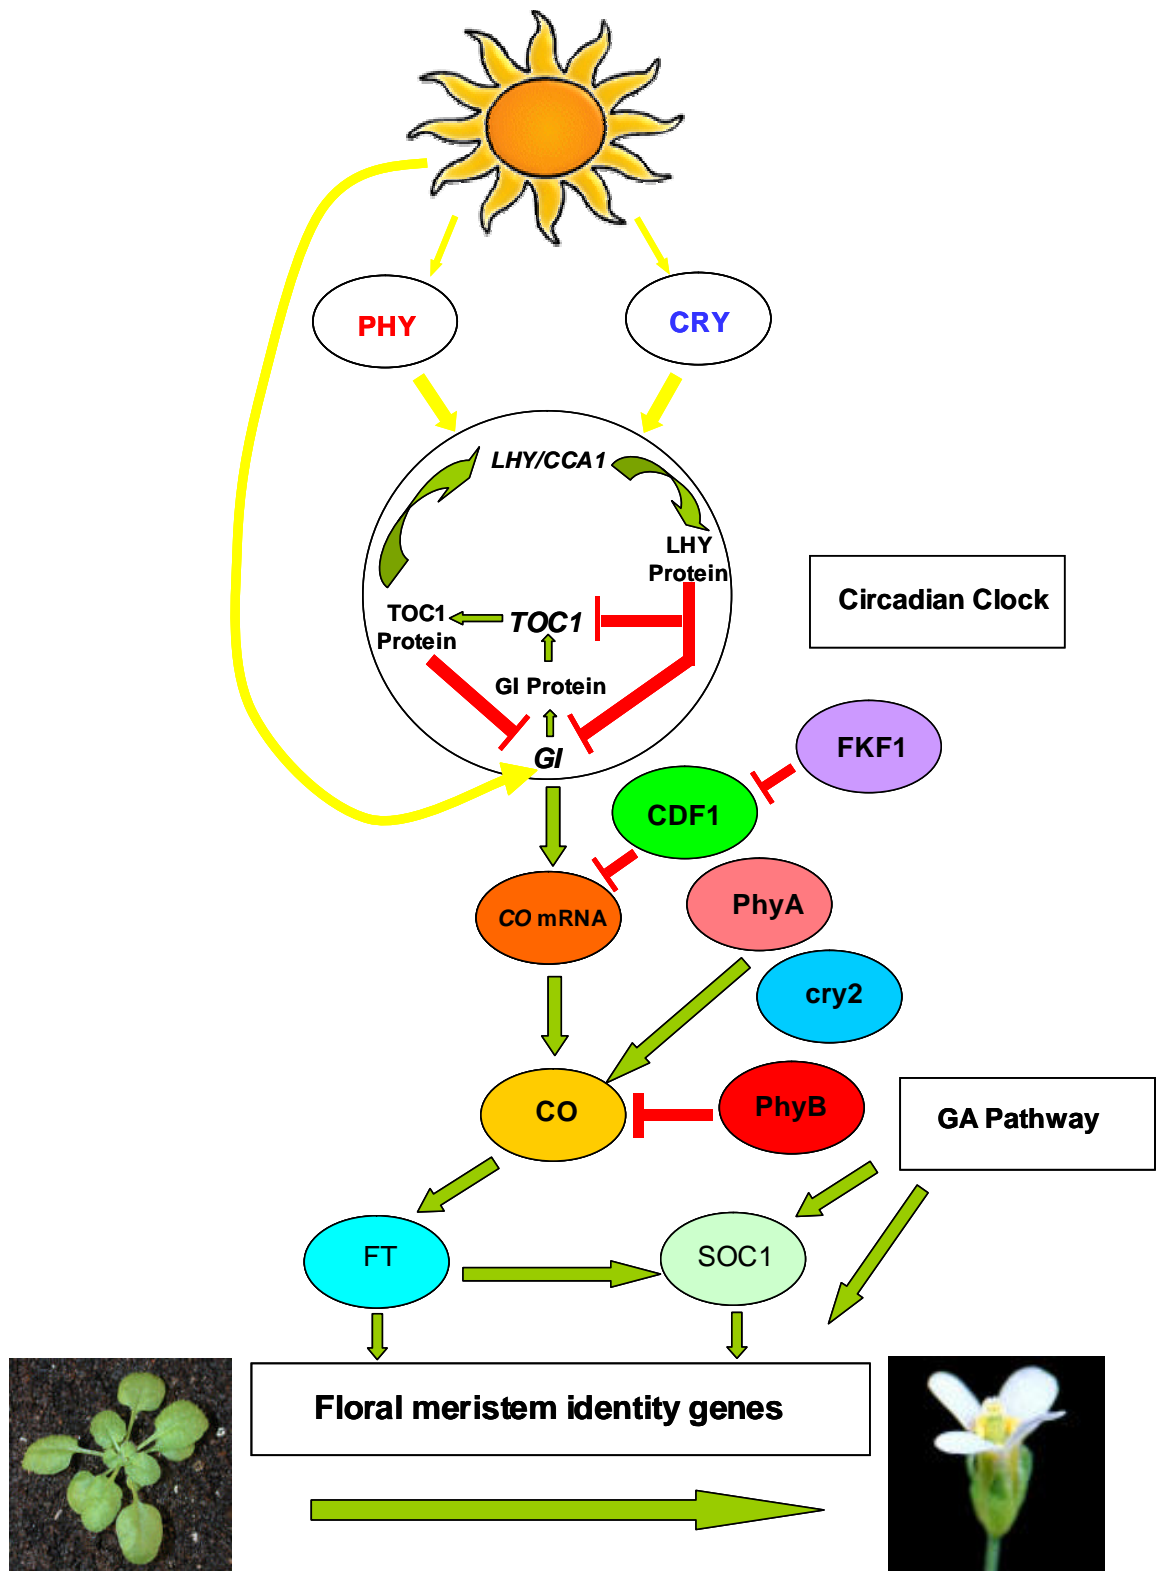 PHY
CRY
LHY/CCA1
LHY
Protein
Circadian Clock
TOC1
Protein
TOC1
GI Protein
GI
FKF1
CDF1
CO mRNA
PhyA
cry2
CO
PhyB
GA Pathway
FT
SOC1
Floral meristem identity genes